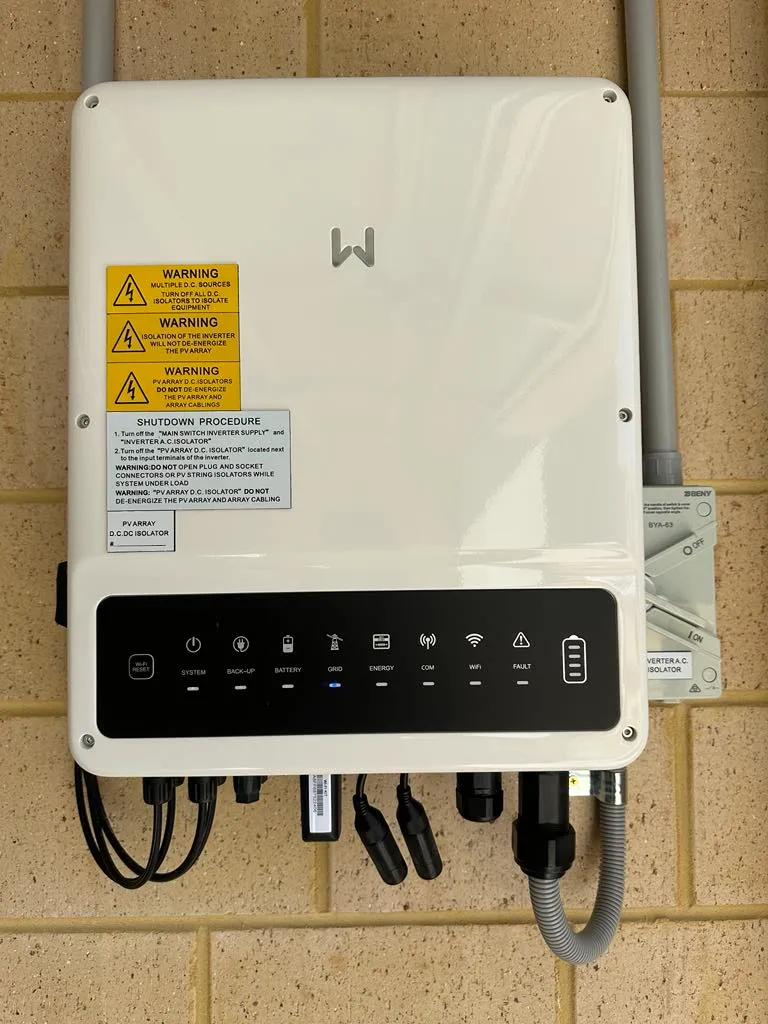 WARNING
MULTIPLE D.C. SOURCES
TURN OFF ALL D.C.
ISOLATORS TO ISOLATE
EQUIPMENT
WARNING
ISOLATION OF THE INVERTER
WILL NOT DE-ENERGIZE
THE PV ARRAY
WARNING
PV ARRAY D.C. ISOLATORS
DO NOT DE-ENERGIZE
THE PV ARRAY AND
ARRAY CABLINGS
SHUTDOWN PROCEDURE
1. Turn off the "MAIN SWITCH INVERTER SUPPLY" and
"INVERTER A.C.ISOLATOR"
2.Turn off the "PV ARRAY D.C. ISOLATOR" located next
to the input terminals of the inverter.
WARNING:DO NOT OPEN PLUG AND SOCKET
CONNECTORS OR PV STRING ISOLATORS WHILE
SYSTEM UNDER LOAD
WARNING: "PV ARRAY D.C. ISOLATOR" DO NOT
DE-ENERGIZE THE PV ARRAY AND ARRAY CABLING
PV ARRAY
D.C.DC ISOLATOR
#
BENY
BYA-63
OFF
ION
VERTER A.C.
ISOLATOR
Wi-Fi
RESET
SYSTEM
BACK-UP
BATTERY
GRID
ENERGY
COM
WiFi
FAULT